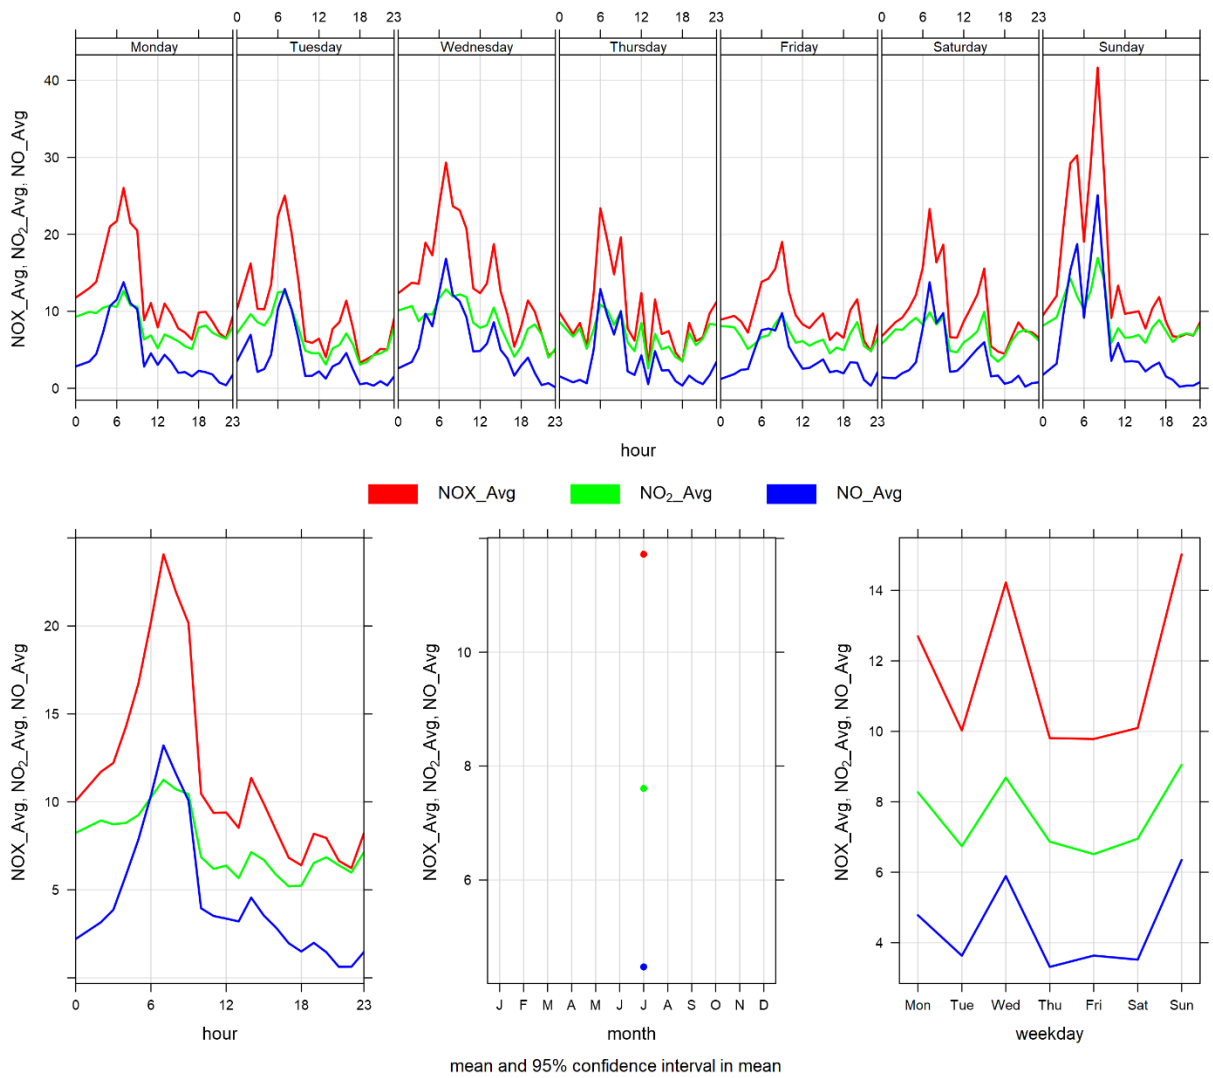 0 6 12 18 23 0 6 12 18 23 0 6 12 18 23 0 6 12 18 23
Monday Tuesday Wednesday Thursday Friday Saturday Sunday
40
30
20
10
0
NOX_Avg, NO₂_Avg, NO_Avg
0 6 12 18 23 0 6 12 18 23 0 6 12 18 23 0 6 12 18 23
hour
NOX_Avg NO₂_Avg NO_Avg
20
15
10
5
NOX_Avg, NO₂_Avg, NO_Avg
0 6 12 18 23
hour
10
8
6
NOX_Avg, NO₂_Avg, NO_Avg
J F M A M J J A S O N D
month
14
12
10
8
6
4
NOX_Avg, NO₂_Avg, NO_Avg
Mon Tue Wed Thu Fri Sat Sun
weekday
mean and 95% confidence interval in mean